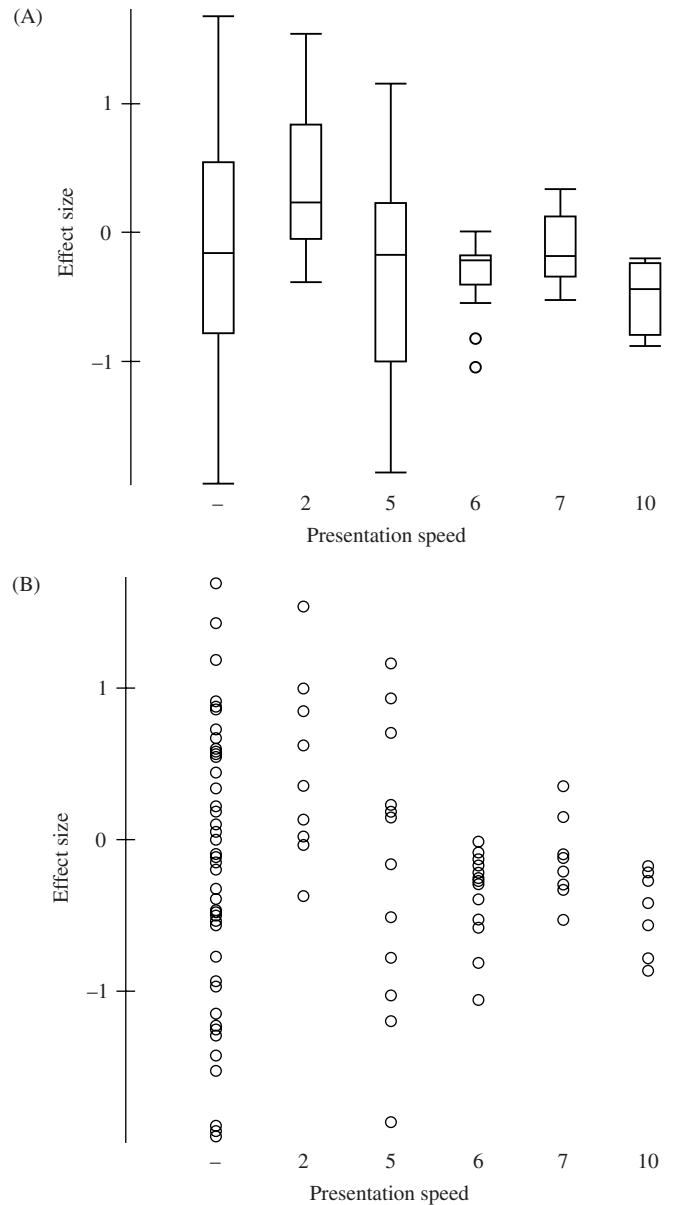 (A)
1
0
–1
Effect size
– 2 5 6 7 10
Presentation speed
(B)
1
0
–1
Effect size
– 2 5 6 7 10
Presentation speed